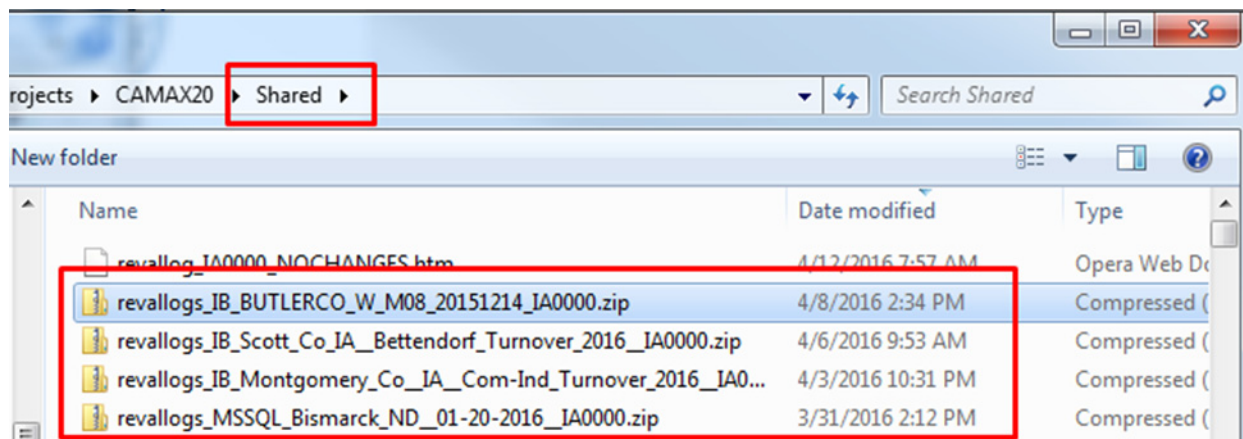 rojects ▸ CAMAX20 ▸ Shared ▸ Search Shared
New folder
Name Date modified Type
revallog_IA0000_NOCHANGES.htm 4/12/2016 7:57 AM Opera Web Do
revallogs_IB_BUTLERCO_W_M08_20151214_IA0000.zip 4/8/2016 2:34 PM Compressed (
revallogs_IB_Scott_Co_IA__Bettendorf_Turnover_2016__IA0000.zip 4/6/2016 9:53 AM Compressed (
revallogs_IB_Montgomery_Co__IA__Com-Ind_Turnover_2016__IA0... 4/3/2016 10:31 PM Compressed (
revallogs_MSSQL_Bismarck_ND__01-20-2016__IA0000.zip 3/31/2016 2:12 PM Compressed (